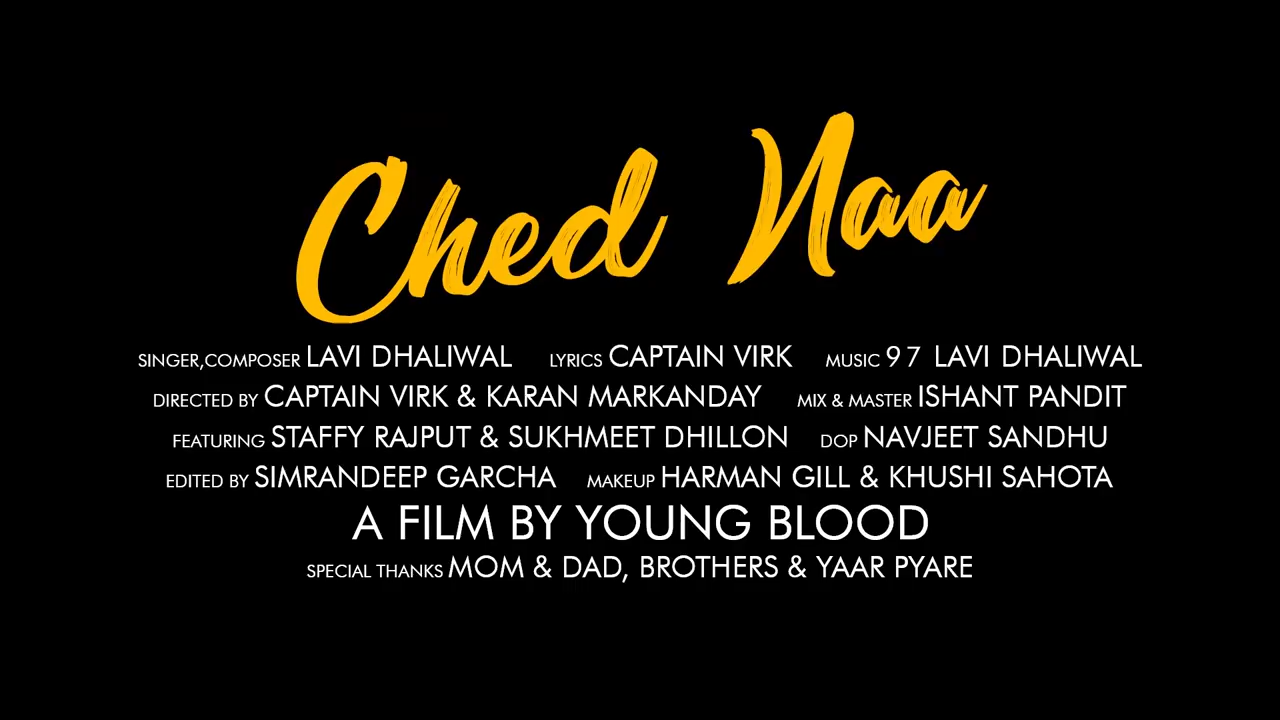 Ched Naa
SINGER,COMPOSER LAVI DHALIWAL LYRICS CAPTAIN VIRK MUSIC 9 7 LAVI DHALIWAL
DIRECTED BY CAPTAIN VIRK & KARAN MARKANDAY MIX & MASTER ISHANT PANDIT
FEATURING STAFFY RAJPUT & SUKHMEET DHILLON DOP NAVJEET SANDHU
EDITED BY SIMRANDEEP GARCHA MAKEUP HARMAN GILL & KHUSHI SAHOTA
A FILM BY YOUNG BLOOD
SPECIAL THANKS MOM & DAD, BROTHERS & YAAR PYARE